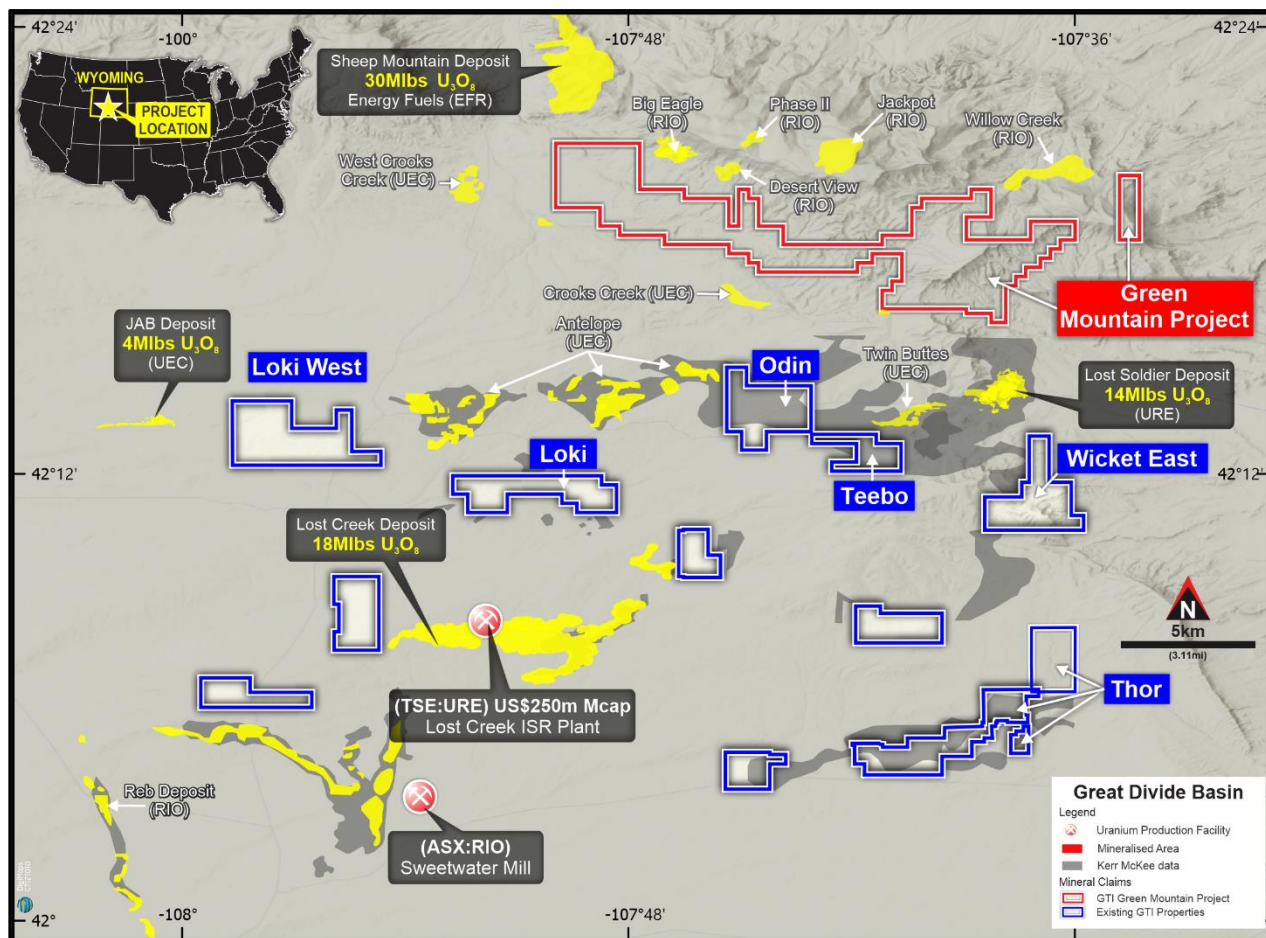 42°24'
-100°
-107°48'
-107°36'
42°24'
WYOMING
PROJECT
LOCATION
Sheep Mountain Deposit
30Mlbs U₃O₈
Energy Fuels (EFR)
Big Eagle
(RIO)
Phase II
(RIO)
Jackpot
(RIO)
Willow Creek
(RIO)
West Crooks
Creek (UEC)
Desert View
(RIO)
Crooks Creek (UEC)
Green
Mountain Project
JAB Deposit
4Mlbs U₃O₈
(UEC)
Loki West
Antelope
(UEC)
Odin
Twin Buttes
(UEC)
Lost Soldier Deposit
14Mlbs U₃O₈
(URE)
42°12'
Loki
Teebo
Wicket East
42°12'
Lost Creek Deposit
18Mlbs U₃O₈
N
5km
(3.11mi)
(TSE:URE) US$250m Mcap
Lost Creek ISR Plant
Thor
Reb Deposit
(RIO)
(ASX:RIO)
Sweetwater Mill
Great Divide Basin
Legend
Uranium Production Facility
Mineralised Area
Kerr McKee data
Mineral Claims
GTI Green Mountain Project
Existing GTI Properties
DigiMaps
42°
-108°
-107°48'
42°